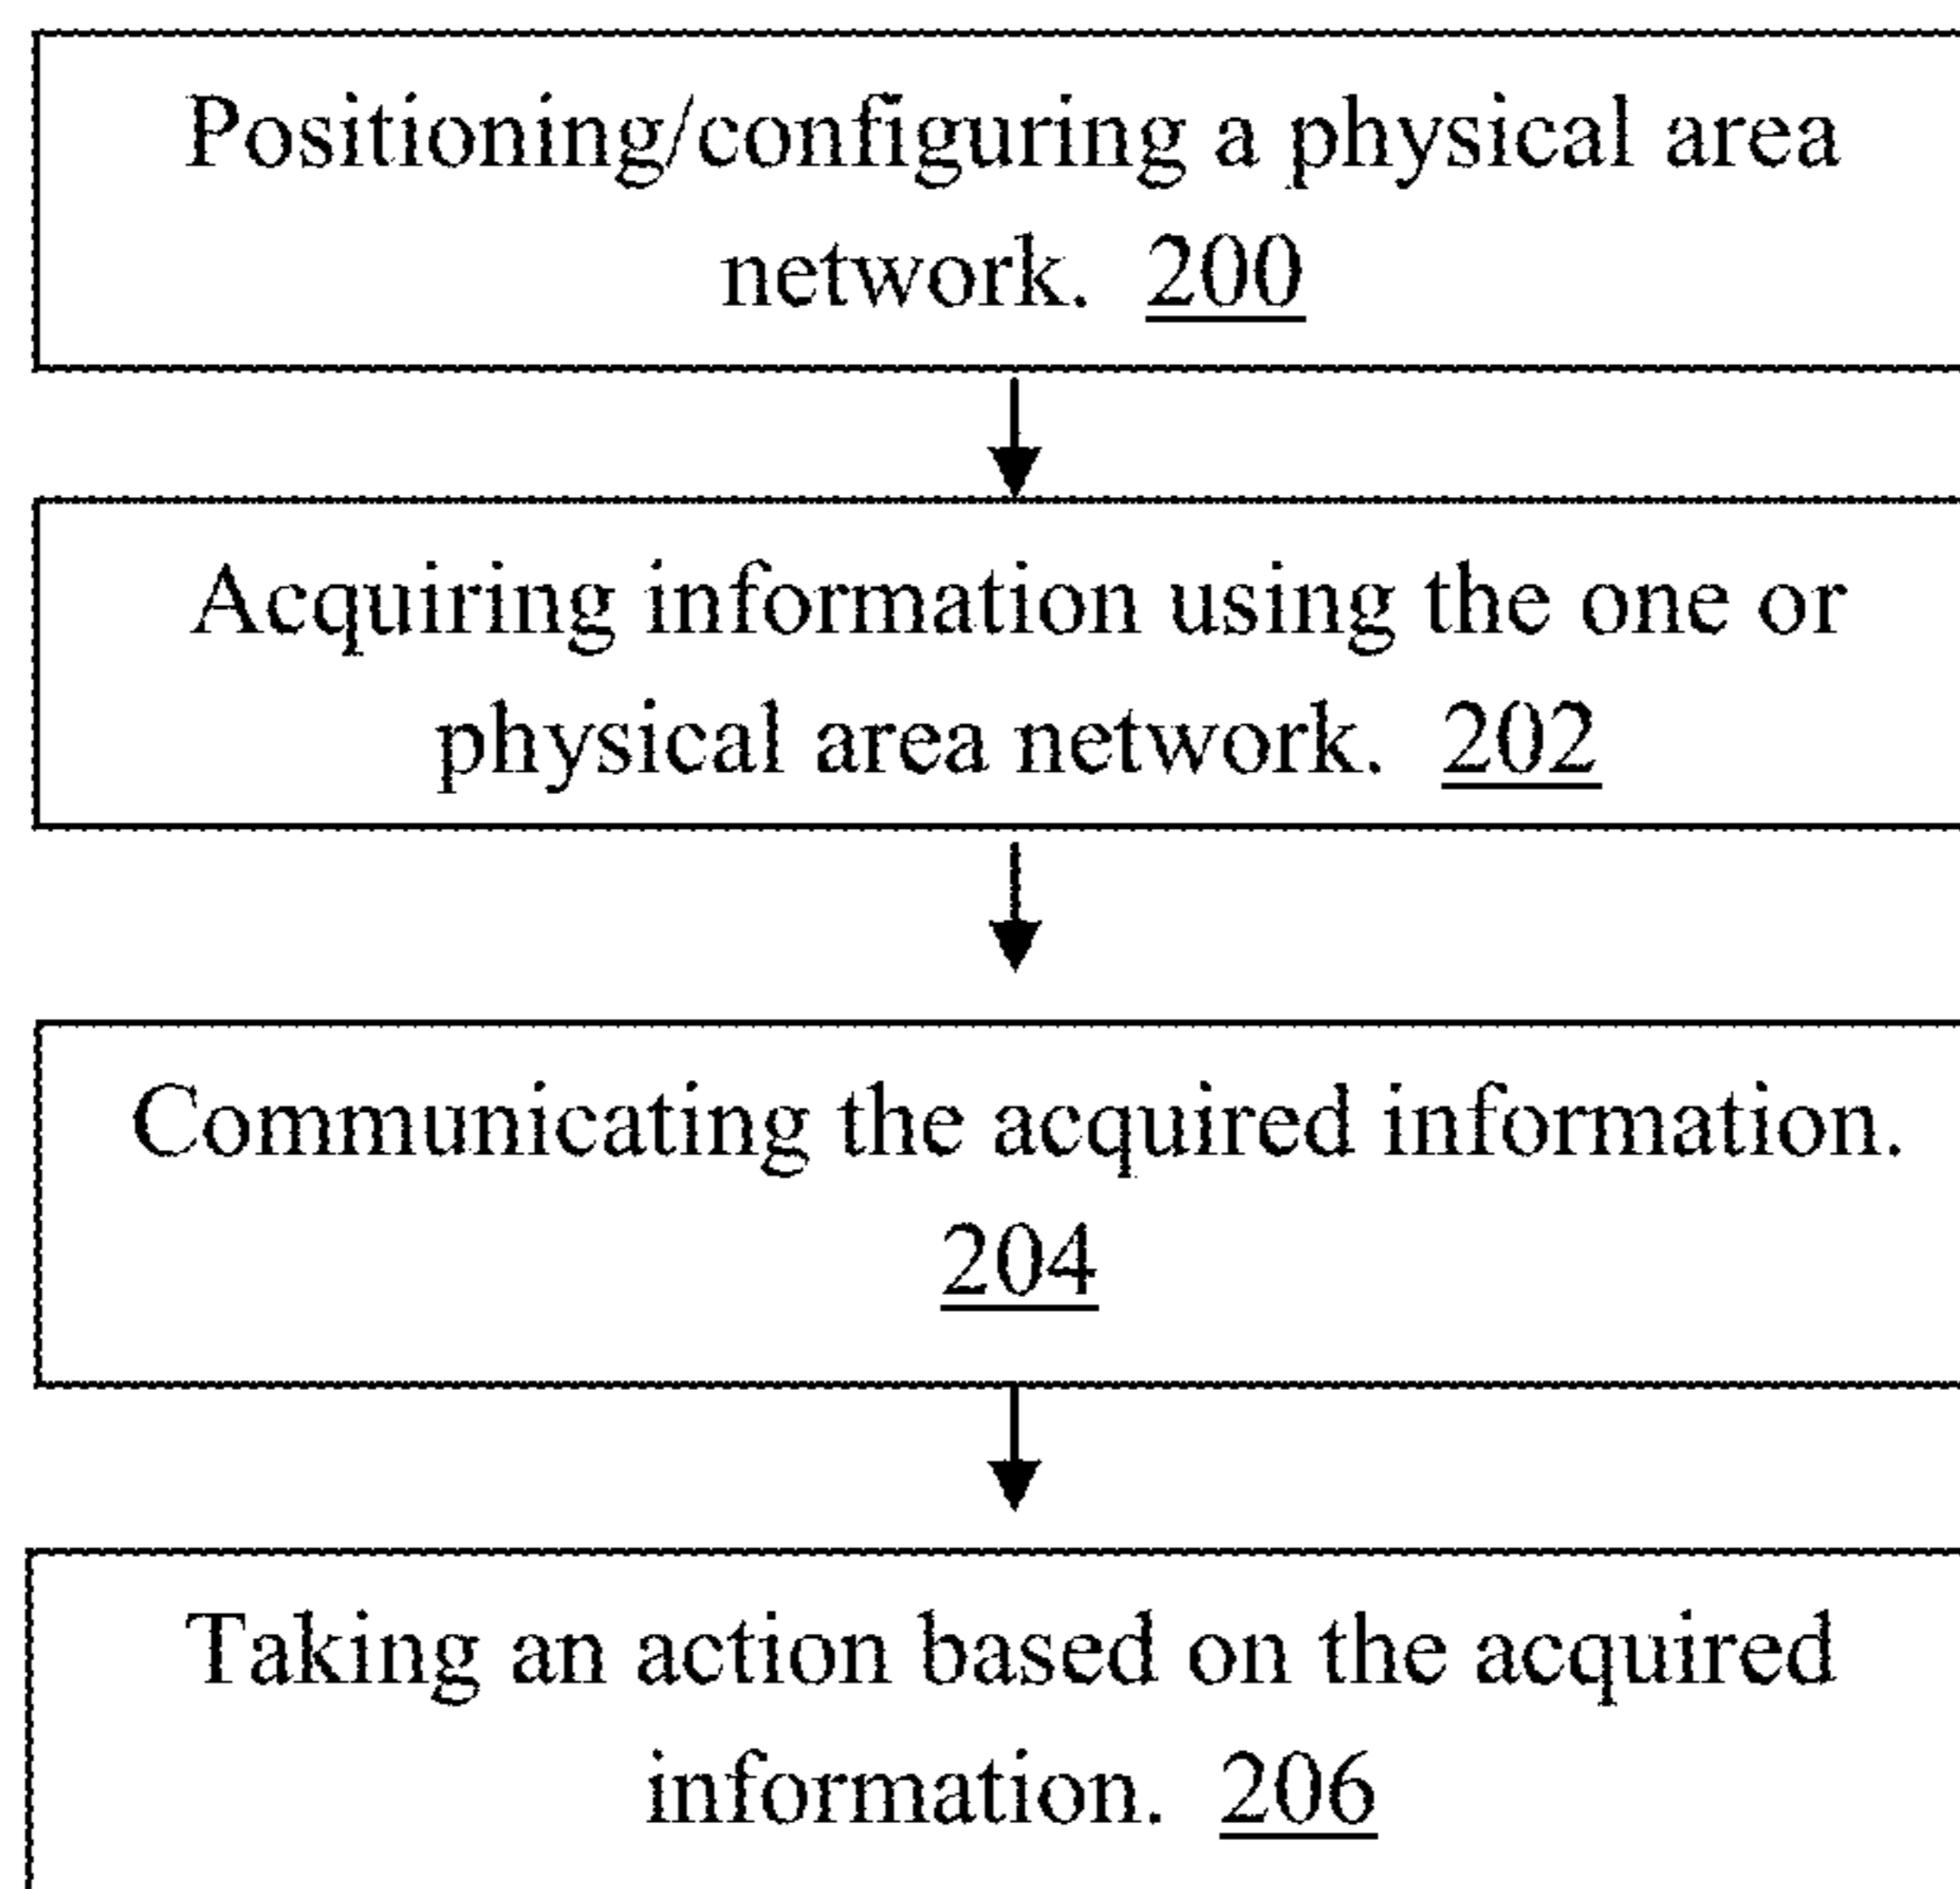 Positioning/configuring a physical area
network. 200
Acquiring information using the one or
physical area network. 202
Communicating the acquired information.
204
Taking an action based on the acquired
information. 206